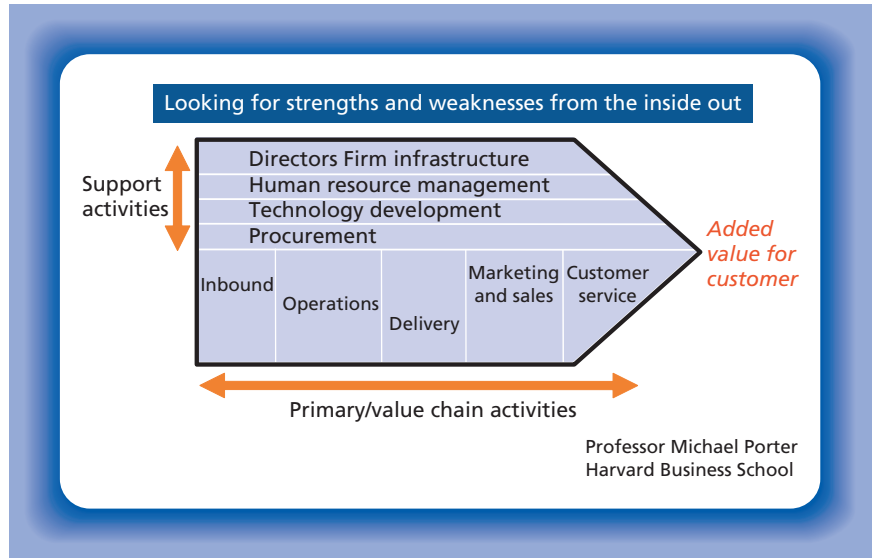 Looking for strengths and weaknesses from the inside out
Support
activities
Directors Firm infrastructure
Human resource management
Technology development
Procurement
Added
value for
customer
Inbound
Operations
Delivery
Marketing
and sales
Customer
service
Primary/value chain activities
Professor Michael Porter
Harvard Business School